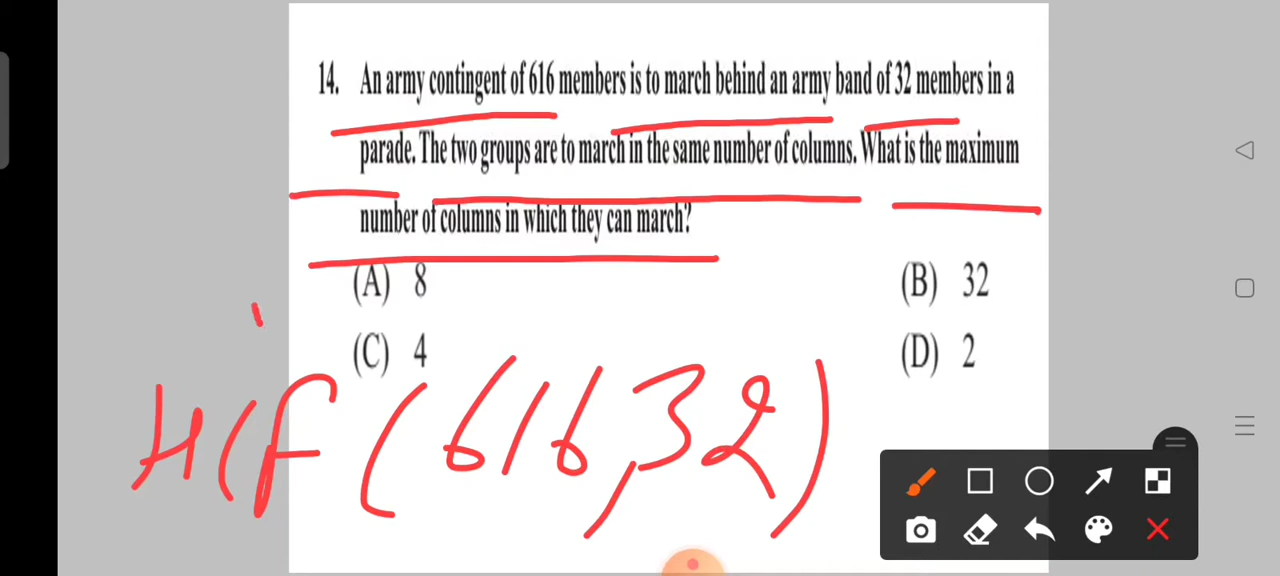 14. An army contingent of 616 members is to march behind an army band of 32 members in a
parade. The two groups are to march in the same number of columns. What is the maximum
number of columns in which they can march?
(A) 8 (B) 32
(C) 4 (D) 2
HCF (616,32)